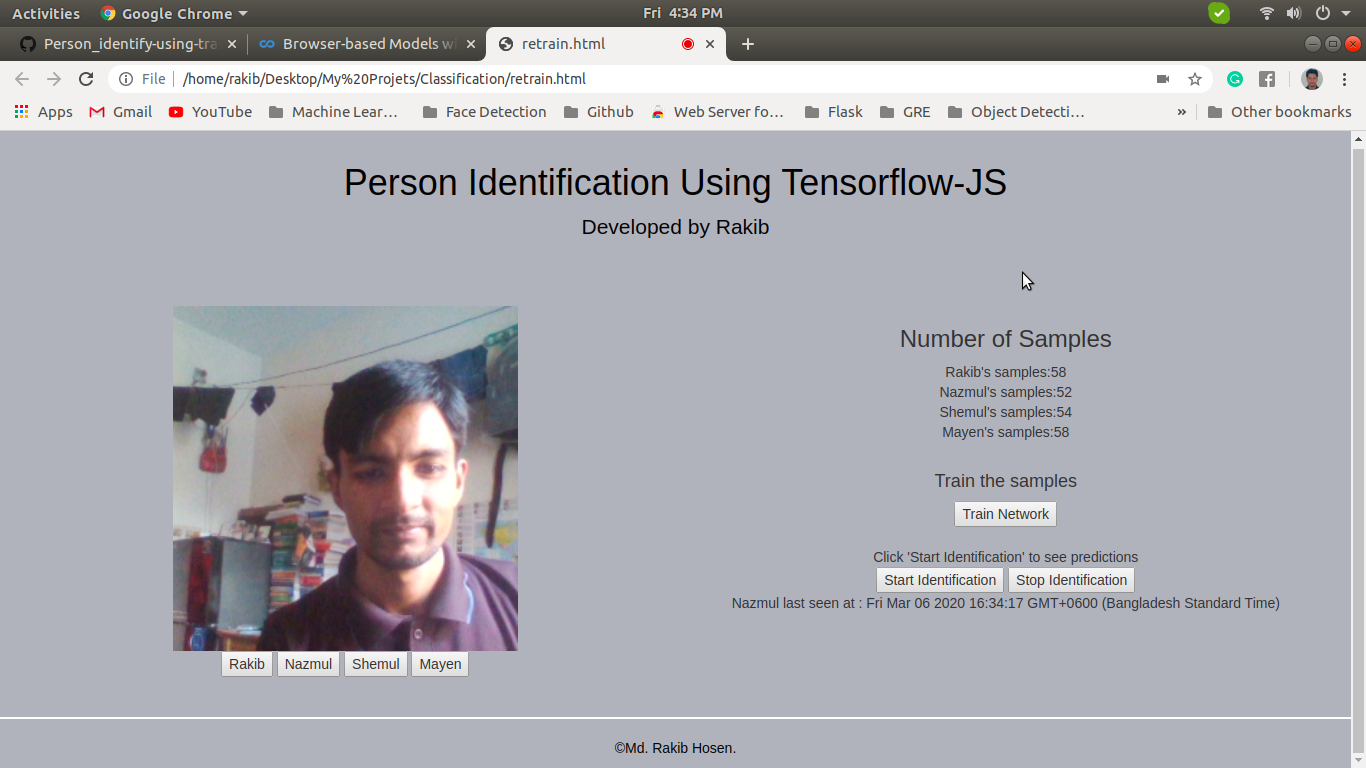 Activities Google Chrome Fri 4:34 PM
Person_identify-using-tra Browser-based Models wi retrain.html
File /home/rakib/Desktop/My%20Projets/Classification/retrain.html
Apps Gmail YouTube Machine Lear… Face Detection Github Web Server fo… Flask GRE Object Detecti… » Other bookmarks
Person Identification Using Tensorflow-JS
Developed by Rakib
Number of Samples
Rakib's samples:58
Nazmul's samples:52
Shemul's samples:54
Mayen's samples:58
Train the samples
Train Network
Click 'Start Identification' to see predictions
Start Identification Stop Identification
Nazmul last seen at : Fri Mar 06 2020 16:34:17 GMT+0600 (Bangladesh Standard Time)
Rakib Nazmul Shemul Mayen
©Md. Rakib Hosen.